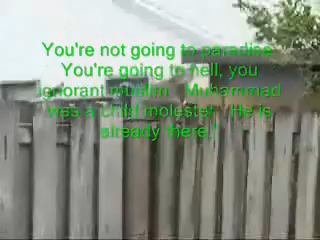 You're not going to paradise.
You're going to hell, you
ignorant muslim. Muhammad
was a child molester. He is
already there."